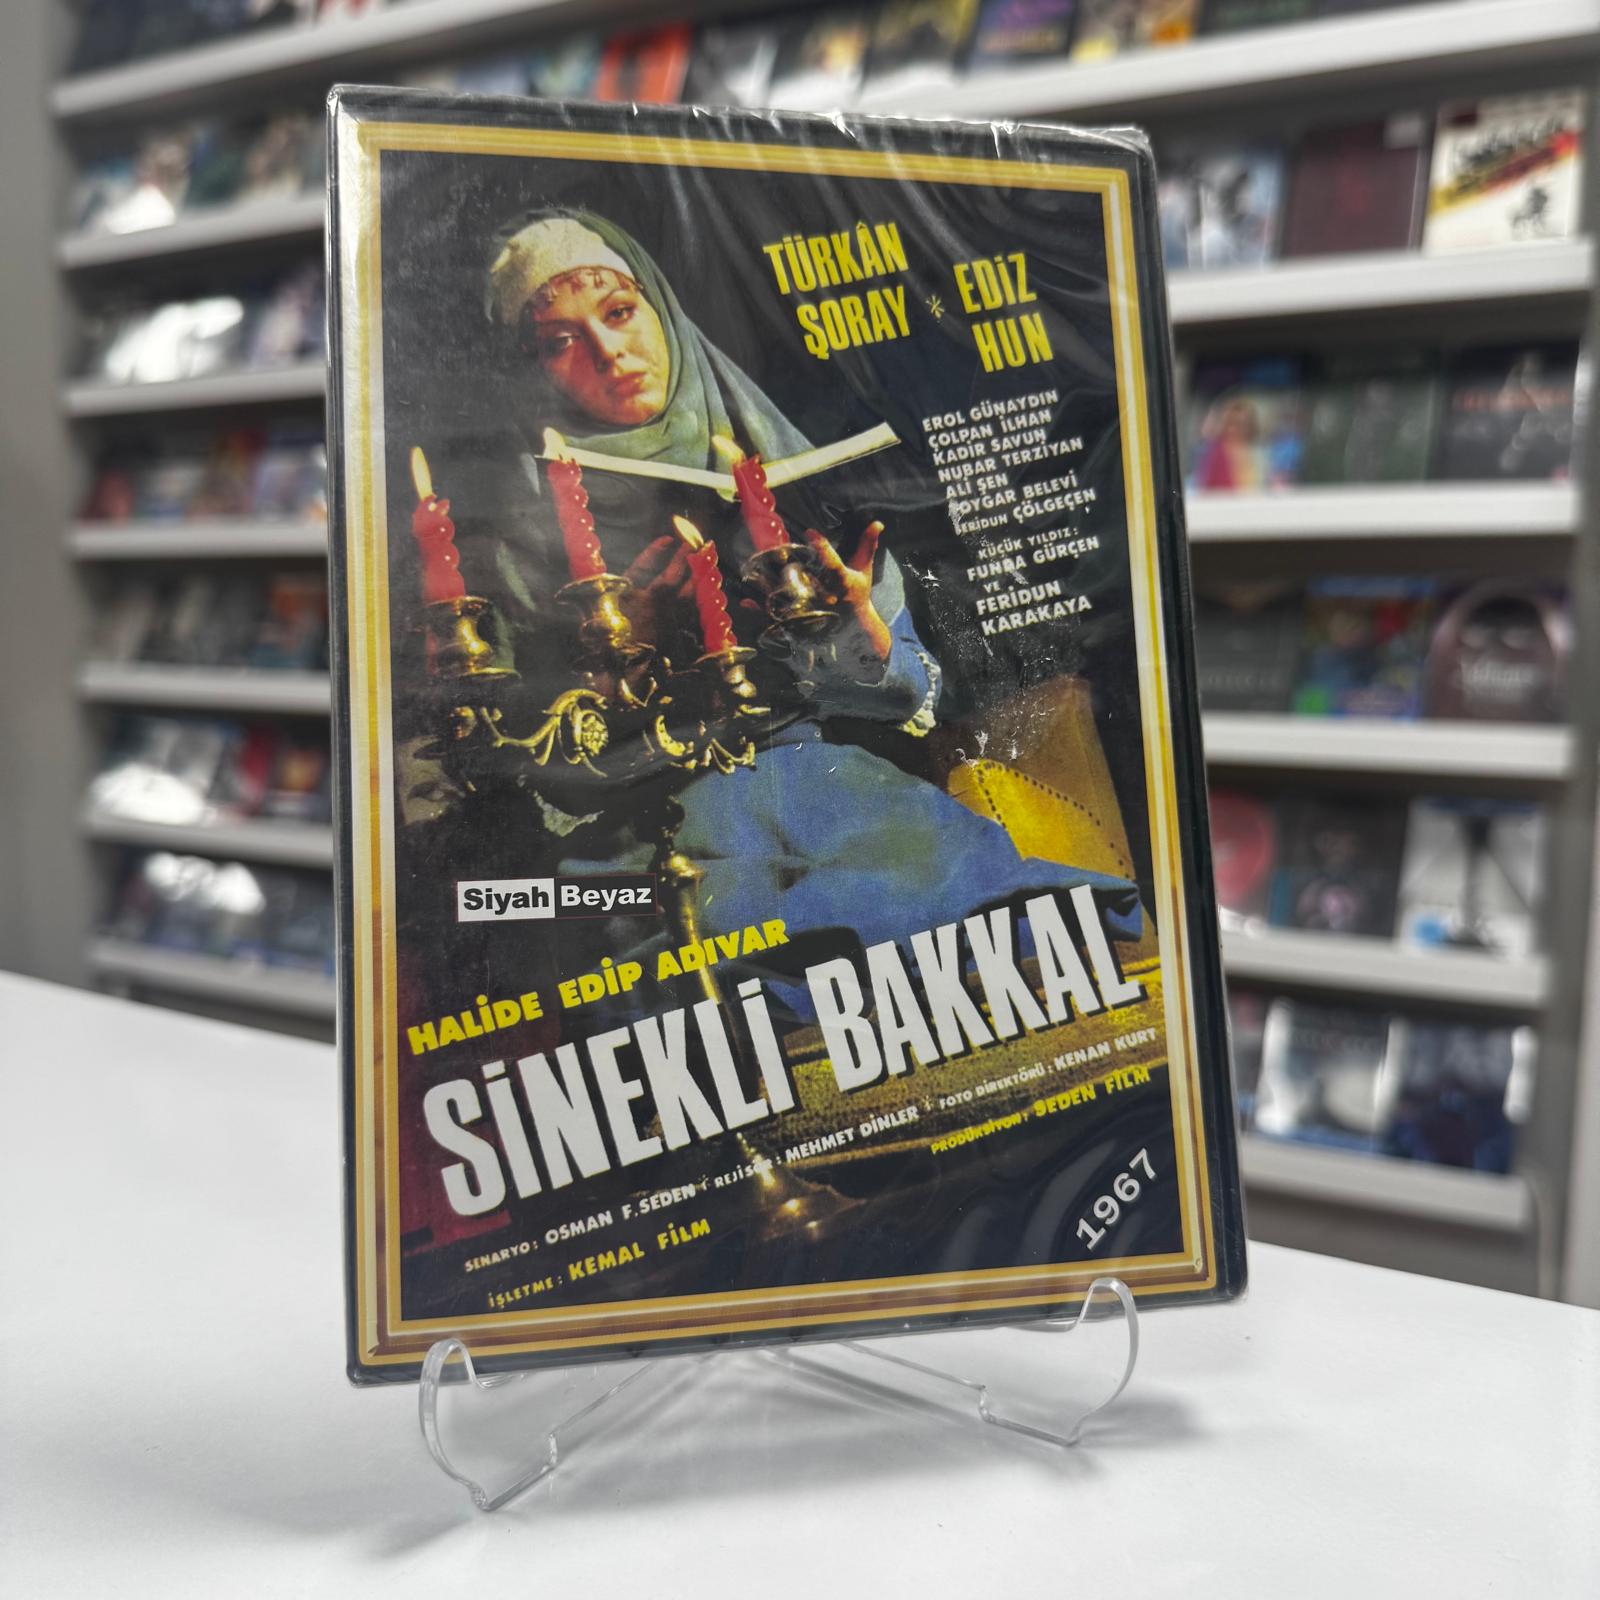 TÜRKÂN
ŞORAY
*
EDİZ
HUN
EROL GÜNAYDIN
ÇOLPAN İLHAN
KADİR SAVUN
NUBAR TERZİYAN
ALİ ŞEN
TOYGAR BELEVİ
FERİDUN ÇÖLGEÇEN
KÜÇÜK YILDIZ:
FUNDA GÜRÇEN
VE
FERİDUN
KARAKAYA
Siyah Beyaz
HALİDE EDİP ADIVAR
SİNEKLİ BAKKAL
SENARYO: OSMAN F. SEDEN REJİSÖR: MEHMET DİNLER FOTO DİREKTÖRÜ: KENAN KURT
İŞLETME: KEMAL FİLM
PRODÜKSİYON: SEDEN FİLM
1967